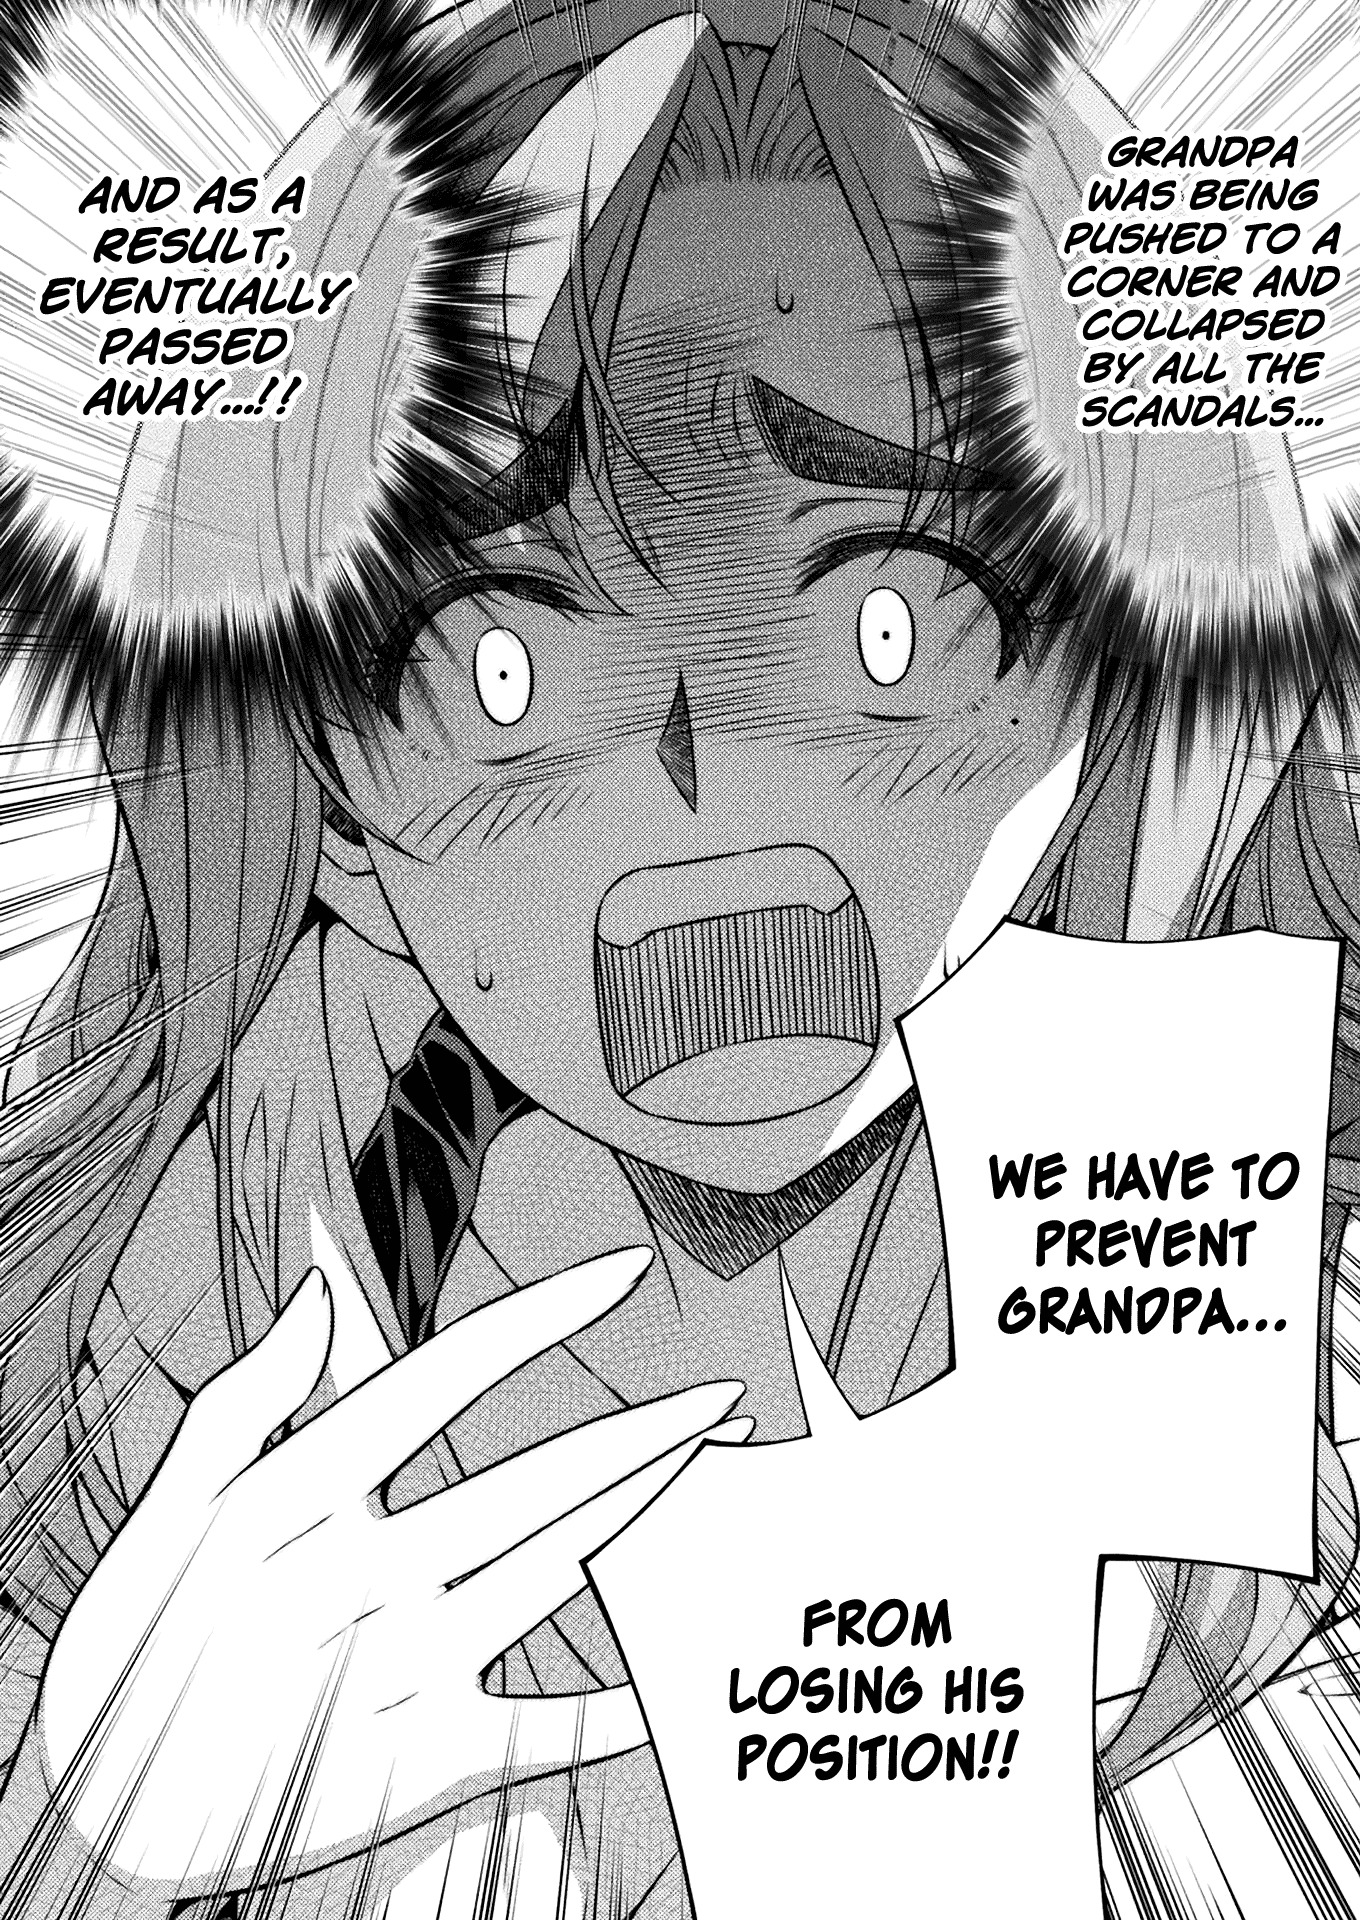 GRANDPA
WAS BEING
PUSHED TO A
CORNER AND
COLLAPSED
BY ALL THE
SCANDALS...
AND AS A
RESULT,
EVENTUALLY
PASSED
AWAY...!!
WE HAVE TO
PREVENT
GRANDPA...
FROM
LOSING HIS
POSITION!!